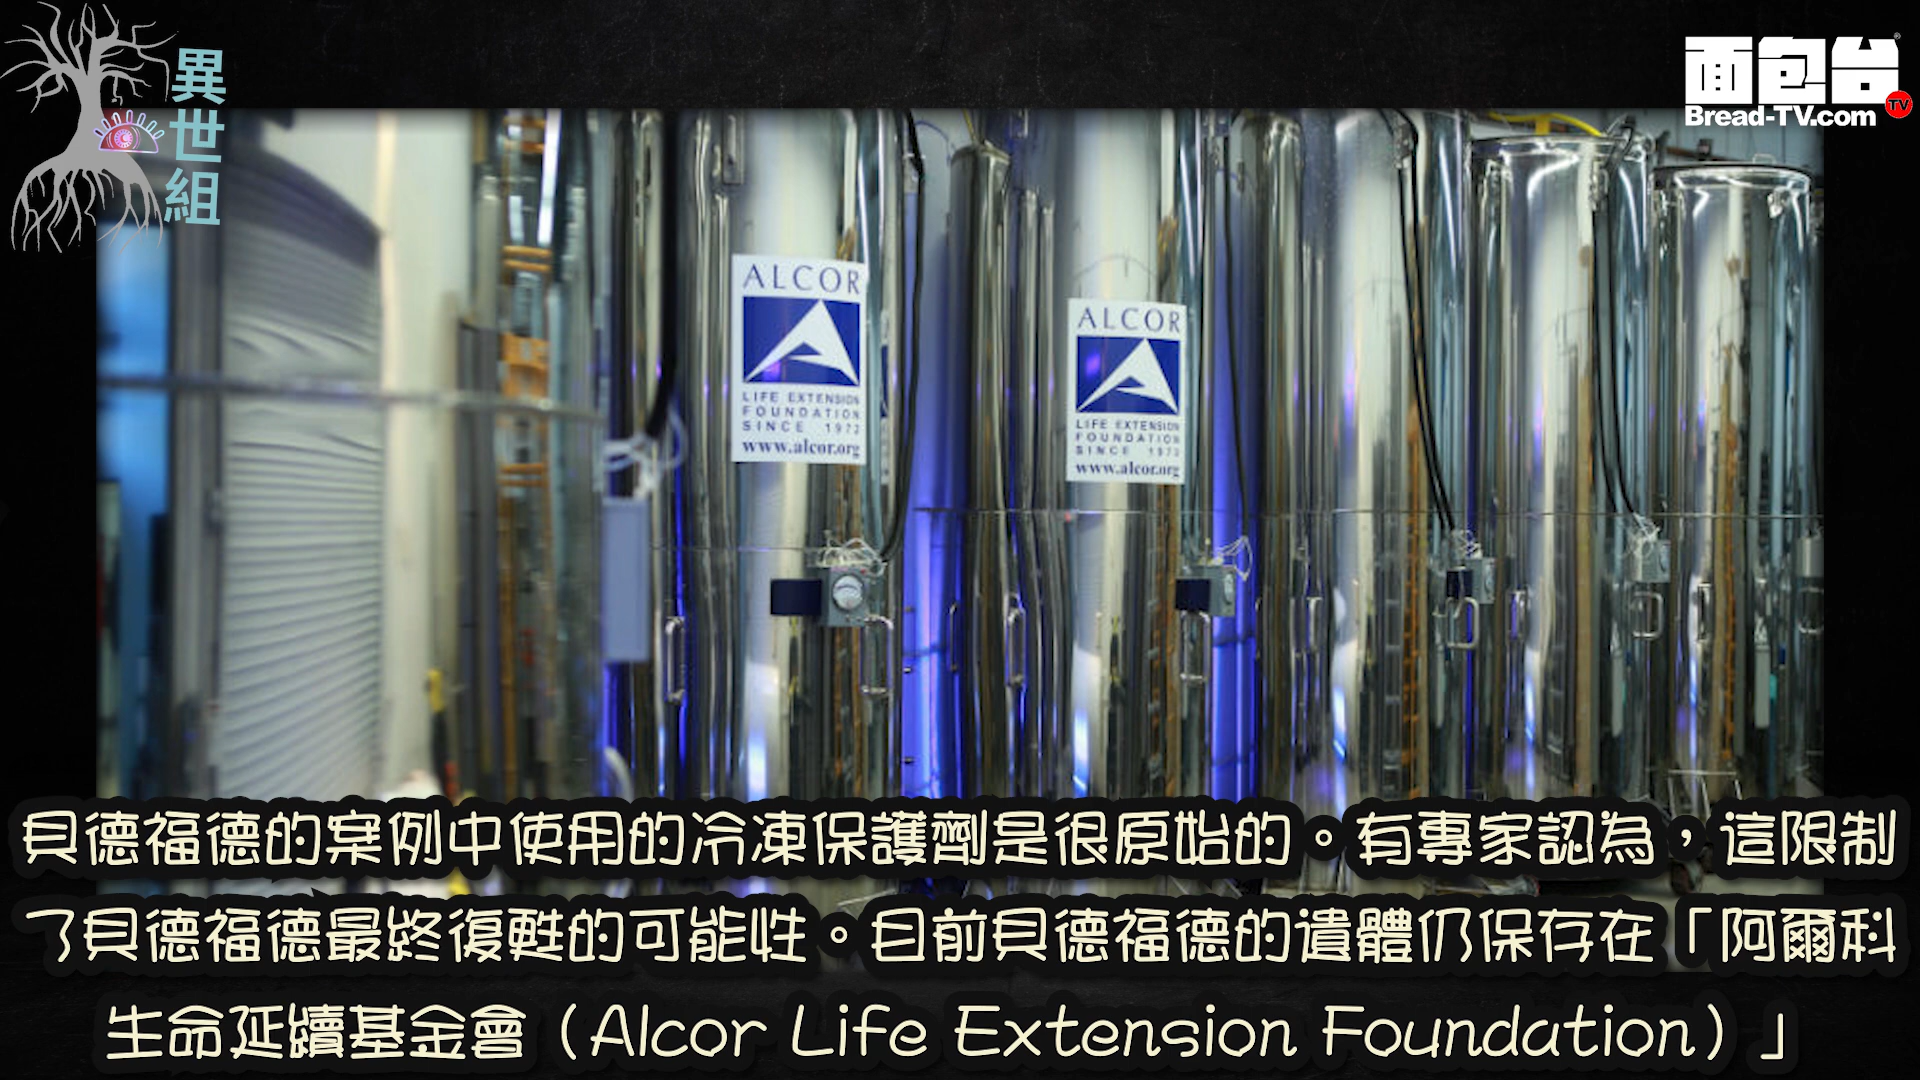 異世組
面包台
TV
Bread-TV.com
ALCOR
LIFE EXTENSION
FOUNDATION
SINCE 1972
www.alcor.org
ALCOR
LIFE EXTENSION
FOUNDATION
SINCE 1972
www.alcor.org
貝德福德的案例中使用的冷凍保護劑是很原始的。有專家認為，這限制
了貝德福德最終復甦的可能性。目前貝德福德的遺體仍保存在「阿爾科
生命延續基金會（Alcor Life Extension Foundation）」